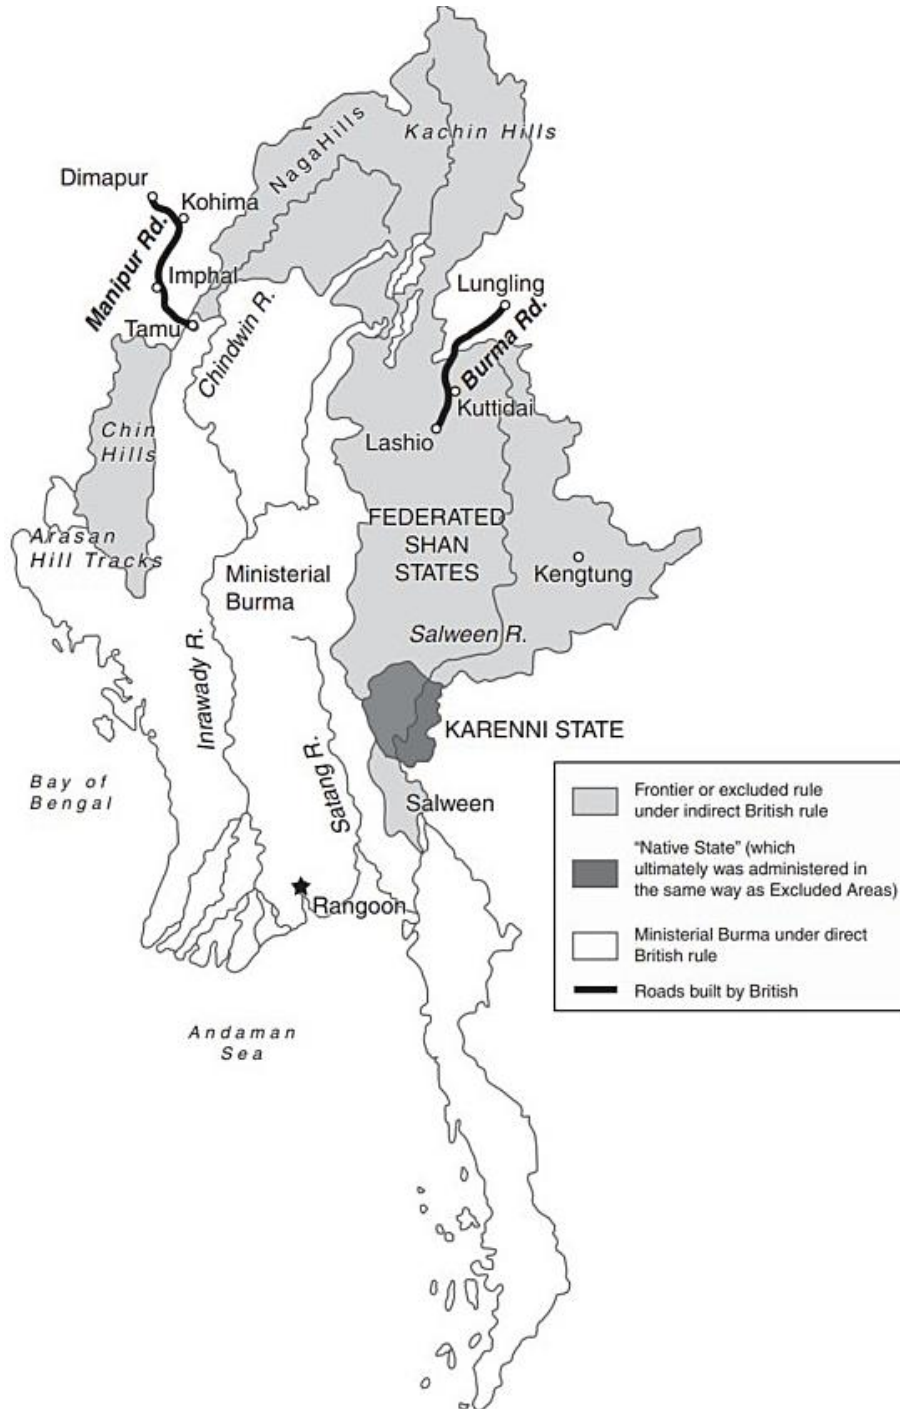 Kachin Hills
NagaHills
Dimapur
Kohima
Manipur Rd.
Imphal
Tamu
Chindwin R.
Lungling
Burma Rd.
Kuttidai
Lashio
Chin
Hills
Arasan
Hill Tracks
FEDERATED
SHAN
STATES
Kengtung
Ministerial
Burma
Salween R.
Inrawady R.
KARENNI STATE
Satang R.
Bay of
Bengal
Salween
Rangoon
Andaman
Sea
Frontier or excluded rule
under indirect British rule
“Native State” (which
ultimately was administered in
the same way as Excluded Areas)
Ministerial Burma under direct
British rule
Roads built by British